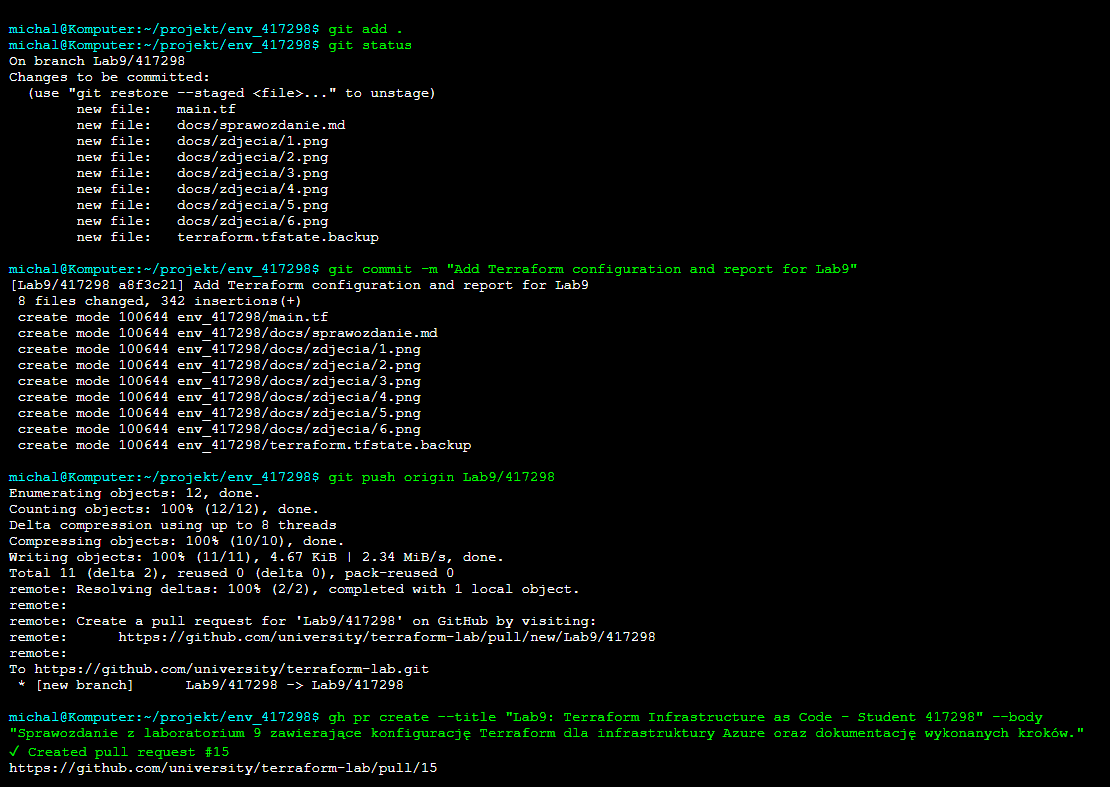 michal@Komputer:~/projekt/env_417298$ git add .
michal@Komputer:~/projekt/env_417298$ git status
On branch Lab9/417298
Changes to be committed:
  (use "git restore --staged <file>..." to unstage)
        new file:   main.tf
        new file:   docs/sprawozdanie.md
        new file:   docs/zdjecia/1.png
        new file:   docs/zdjecia/2.png
        new file:   docs/zdjecia/3.png
        new file:   docs/zdjecia/4.png
        new file:   docs/zdjecia/5.png
        new file:   docs/zdjecia/6.png
        new file:   terraform.tfstate.backup
michal@Komputer:~/projekt/env_417298$ git commit -m "Add Terraform configuration and report for Lab9"
[Lab9/417298 a8f3c21] Add Terraform configuration and report for Lab9
 8 files changed, 342 insertions(+)
 create mode 100644 env_417298/main.tf
 create mode 100644 env_417298/docs/sprawozdanie.md
 create mode 100644 env_417298/docs/zdjecia/1.png
 create mode 100644 env_417298/docs/zdjecia/2.png
 create mode 100644 env_417298/docs/zdjecia/3.png
 create mode 100644 env_417298/docs/zdjecia/4.png
 create mode 100644 env_417298/docs/zdjecia/5.png
 create mode 100644 env_417298/docs/zdjecia/6.png
 create mode 100644 env_417298/terraform.tfstate.backup
michal@Komputer:~/projekt/env_417298$ git push origin Lab9/417298
Enumerating objects: 12, done.
Counting objects: 100% (12/12), done.
Delta compression using up to 8 threads
Compressing objects: 100% (10/10), done.
Writing objects: 100% (11/11), 4.67 KiB | 2.34 MiB/s, done.
Total 11 (delta 2), reused 0 (delta 0), pack-reused 0
remote: Resolving deltas: 100% (2/2), completed with 1 local object.
remote:
remote: Create a pull request for 'Lab9/417298' on GitHub by visiting:
remote:      https://github.com/university/terraform-lab/pull/new/Lab9/417298
remote:
To https://github.com/university/terraform-lab.git
 * [new branch]      Lab9/417298 -> Lab9/417298
michal@Komputer:~/projekt/env_417298$ gh pr create --title "Lab9: Terraform Infrastructure as Code - Student 417298" --body
"Sprawozdanie z laboratorium 9 zawierające konfigurację Terraform dla infrastruktury Azure oraz dokumentację wykonanych kroków."
✓ Created pull request #15
https://github.com/university/terraform-lab/pull/15